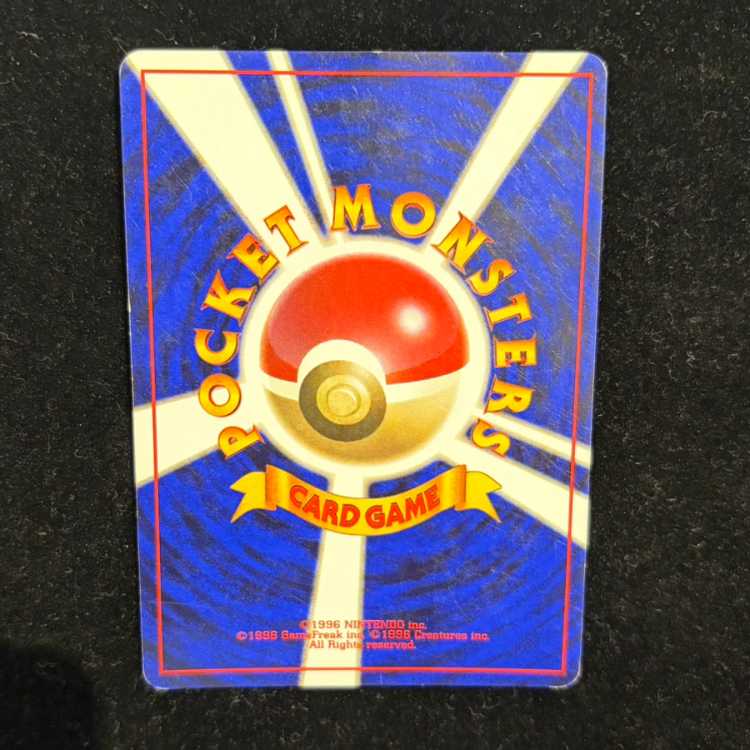 POCKET MONSTERS
CARD GAME
©1996 NINTENDO inc.
©1996 GameFreak inc. ©1996 Creatures inc.
All Rights reserved.